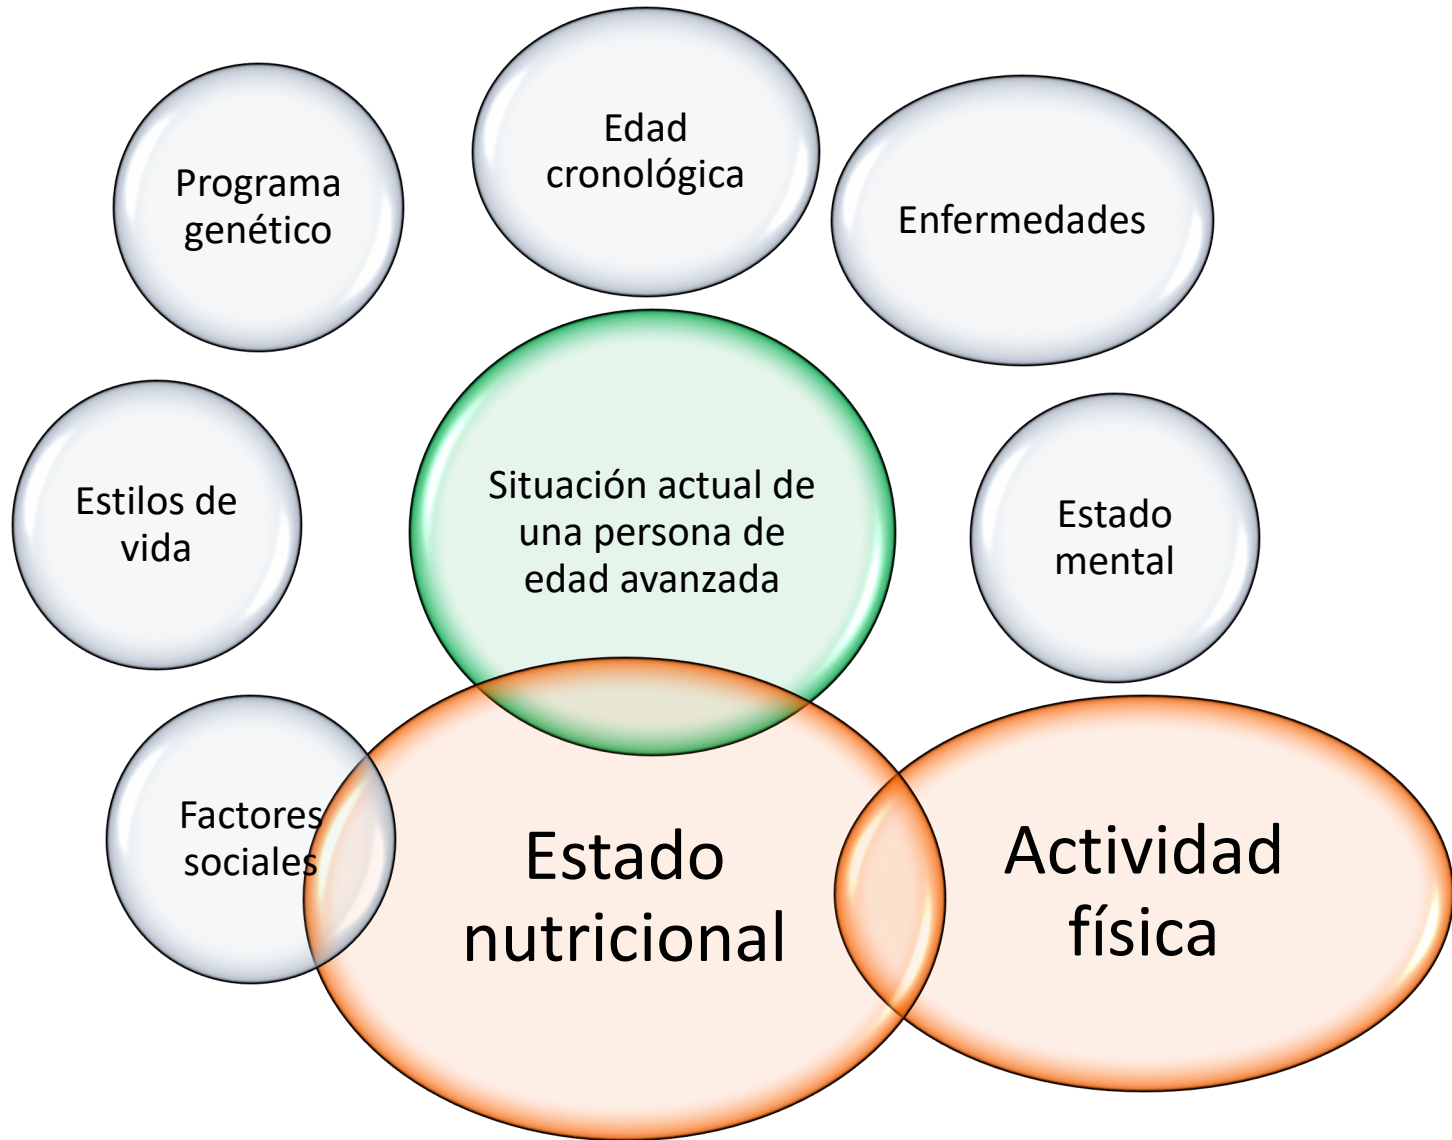 Edad
cronológica
Programa
genético
Enfermedades
Estilos de
vida
Situación actual de
una persona de
edad avanzada
Estado
mental
Factores
sociales
Estado
nutricional
Actividad
física